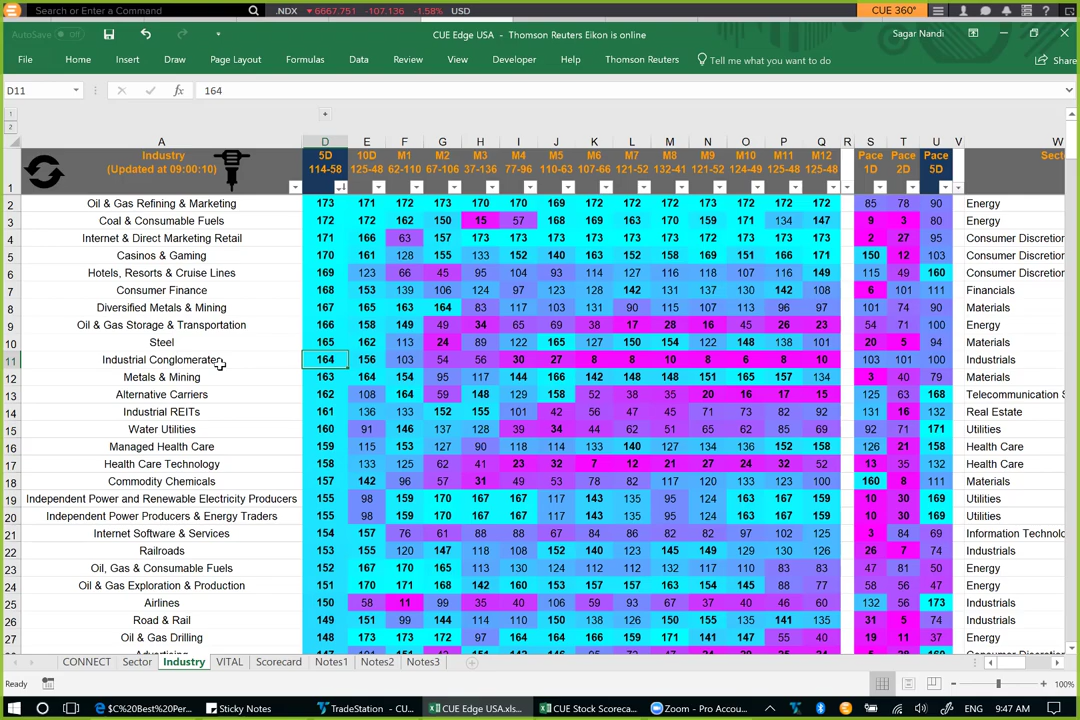 Search or Enter a Command .NDX 6667.751 -107.136 -1.58% USD CUE 360°
AutoSave Off CUE Edge USA - Thomson Reuters Eikon is online Sagar Nandi
File Home Insert Draw Page Layout Formulas Data Review View Developer Help Thomson Reuters Tell me what you want to do Share
D11 fx 164
1
2
A D E F G H I J K L M N O P Q R S T U V W
1 Industry (Updated at 09:00:10) 5D 114-58 10D 125-48 M1 62-110 M2 67-106 M3 37-136 M4 77-96 M5 110-63 M6 107-66 M7 121-52 M8 132-41 M9 121-52 M10 124-49 M11 125-48 M12 125-48 Pace 1D Pace 2D Pace 5D Sect
2 Oil & Gas Refining & Marketing 173 171 172 173 170 170 169 172 172 172 173 172 172 172 85 78 90 Energy
3 Coal & Consumable Fuels 172 172 162 150 15 57 168 169 163 170 159 171 134 147 9 3 80 Energy
4 Internet & Direct Marketing Retail 171 166 63 157 173 173 173 173 173 173 172 173 173 173 2 27 95 Consumer Discretion
5 Casinos & Gaming 170 161 128 155 133 152 140 163 152 158 169 151 166 171 150 12 103 Consumer Discretion
6 Hotels, Resorts & Cruise Lines 169 123 66 45 95 104 93 114 127 116 118 107 116 149 115 49 160 Consumer Discretion
7 Consumer Finance 168 153 139 106 124 97 123 128 142 131 137 130 142 108 6 101 111 Financials
8 Diversified Metals & Mining 167 165 163 164 83 117 103 131 90 115 107 113 96 97 101 74 90 Materials
9 Oil & Gas Storage & Transportation 166 158 149 49 34 65 69 38 17 28 16 45 26 23 54 71 100 Energy
10 Steel 165 162 113 24 89 122 165 127 150 154 122 148 138 101 20 5 94 Materials
11 Industrial Conglomerates 164 156 103 54 56 30 27 8 8 10 8 6 8 10 103 101 100 Industrials
12 Metals & Mining 163 164 154 95 117 144 166 142 148 148 151 165 157 134 3 40 79 Materials
13 Alternative Carriers 162 108 164 59 148 129 158 52 38 35 20 16 17 15 125 63 168 Telecommunication S
14 Industrial REITs 161 136 133 152 155 101 42 56 47 45 71 73 82 92 131 16 132 Real Estate
15 Water Utilities 160 91 146 137 128 39 34 44 62 51 65 62 85 69 92 71 171 Utilities
16 Managed Health Care 159 115 153 127 90 118 114 133 140 127 134 136 152 158 126 21 158 Health Care
17 Health Care Technology 158 133 125 62 41 23 32 7 12 21 27 24 32 52 13 35 132 Health Care
18 Commodity Chemicals 157 142 96 57 31 49 53 78 82 117 120 133 123 100 160 8 111 Materials
19 Independent Power and Renewable Electricity Producers 155 98 159 170 167 167 117 143 135 95 124 163 167 159 10 30 169 Utilities
20 Independent Power Producers & Energy Traders 155 98 159 170 167 167 117 143 135 95 124 163 167 159 10 30 169 Utilities
21 Internet Software & Services 154 157 76 61 88 88 67 84 86 82 92 97 102 125 3 84 69 Information Technolo
22 Railroads 153 155 120 147 118 108 152 140 123 145 149 129 130 126 26 7 74 Industrials
23 Oil, Gas & Consumable Fuels 152 167 170 165 113 130 124 112 112 132 117 110 83 83 47 81 50 Energy
24 Oil & Gas Exploration & Production 151 170 171 168 142 160 153 157 157 163 154 145 88 77 58 56 47 Energy
25 Airlines 150 58 11 99 35 40 106 59 93 67 37 40 46 60 132 56 173 Industrials
26 Road & Rail 149 151 99 144 114 110 150 138 126 150 155 135 141 135 31 5 74 Industrials
27 Oil & Gas Drilling 148 173 173 172 97 164 164 166 159 171 141 147 55 40 19 11 37 Energy
CONNECT Sector Industry VITAL Scorecard Notes1 Notes2 Notes3
Ready 100%
$C%20Best%20Per... Sticky Notes TradeStation - CU... CUE Edge USA.xls... CUE Stock Scoreca... Zoom - Pro Accou... ENG 9:47 AM